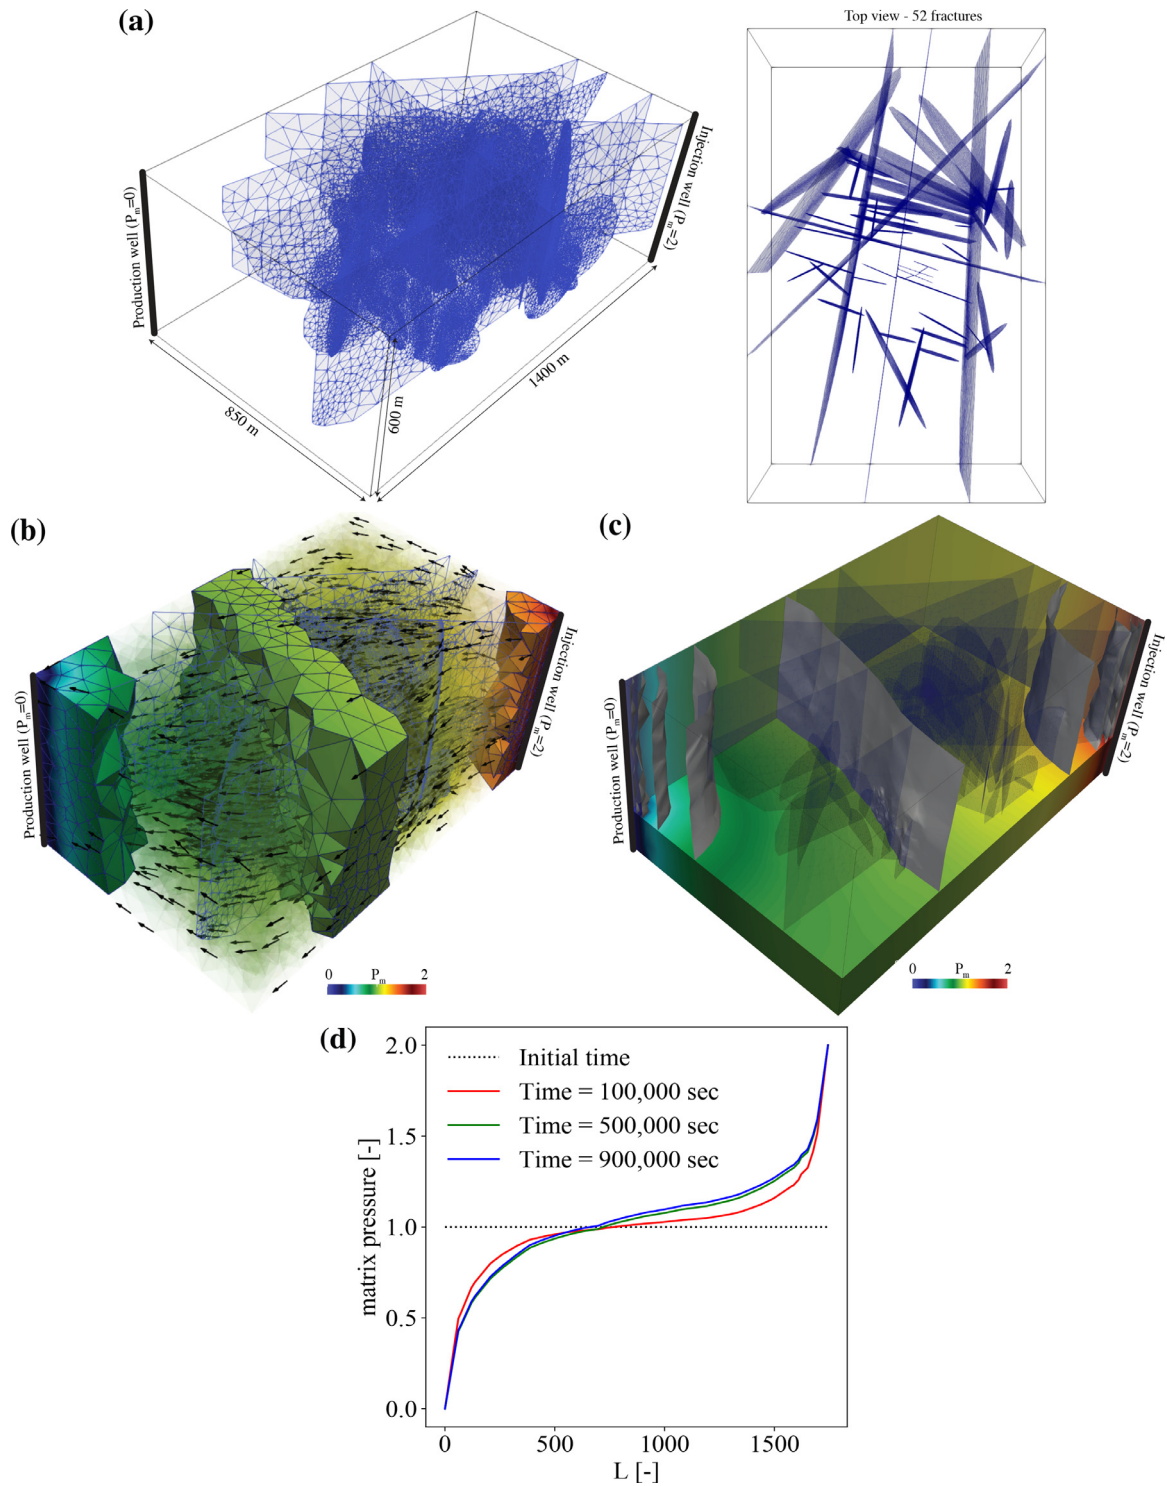 (a)
Top view - 52 fractures
Production well (Pm=0)
Injection well (Pm=2)
850 m
600 m
1400 m
(b)
Production well (Pm=0)
Injection well (Pm=2)
0 Pm 2
(c)
Production well (Pm=0)
Injection well (Pm=2)
0 Pm 2
(d)
matrix pressure [-]
2.0
1.5
1.0
0.5
0.0
Initial time
Time = 100,000 sec
Time = 500,000 sec
Time = 900,000 sec
0 500 1000 1500
L [-]